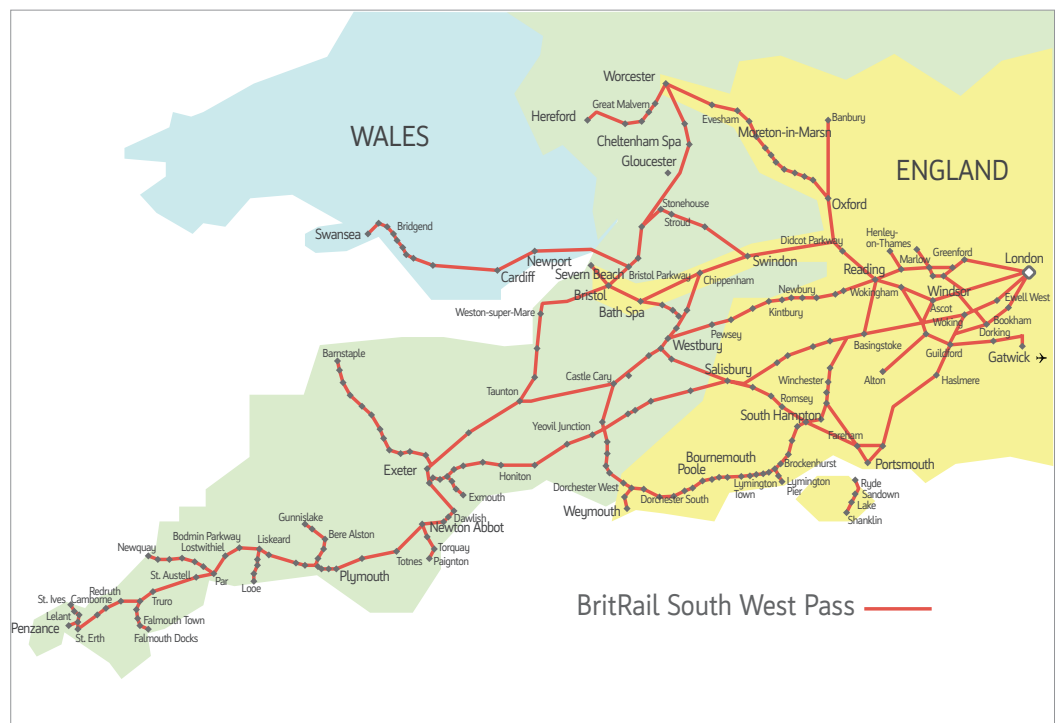 Worcester
Great Malvern
Hereford
Evesham
Banbury
Moreton-in-Marsn
WALES
Cheltenham Spa
Gloucester
ENGLAND
Stonehouse
Stroud
Oxford
Swansea
Bridgend
Didcot Parkway
Henley-
on-Thames
Greenford
Marlow
London
Newport
Cardiff
Severn Beach
Bristol Parkway
Swindon
Reading
Chippenham
Bristol
Newbury
Wokingham
Windsor
Ewell West
Ascot
Bath Spa
Kintbury
Woking
Bookham
Weston-super-Mare
Pewsey
Dorking
Westbury
Basingstoke
Guildford
Gatwick
Barnstaple
Salisbury
Castle Cary
Winchester
Alton
Haslmere
Taunton
Romsey
South Hampton
Yeovil Junction
Fareham
Bournemouth
Poole
Brockenhurst
Portsmouth
Exeter
Honiton
Lymington
Town
Lymington
Pier
Ryde
Sandown
Lake
Shanklin
Dorchester West
Dorchester South
Weymouth
Exmouth
Dawlish
Newton Abbot
Gunnislake
Bere Alston
Bodmin Parkway
Lostwithiel
Liskeard
Newquay
Torquay
Paignton
Totnes
St. Austell
Par
Looe
Plymouth
Redruth
St. Ives
Camborne
Truro
Lelant
Falmouth Town
Penzance
St. Erth
Falmouth Docks
BritRail South West Pass